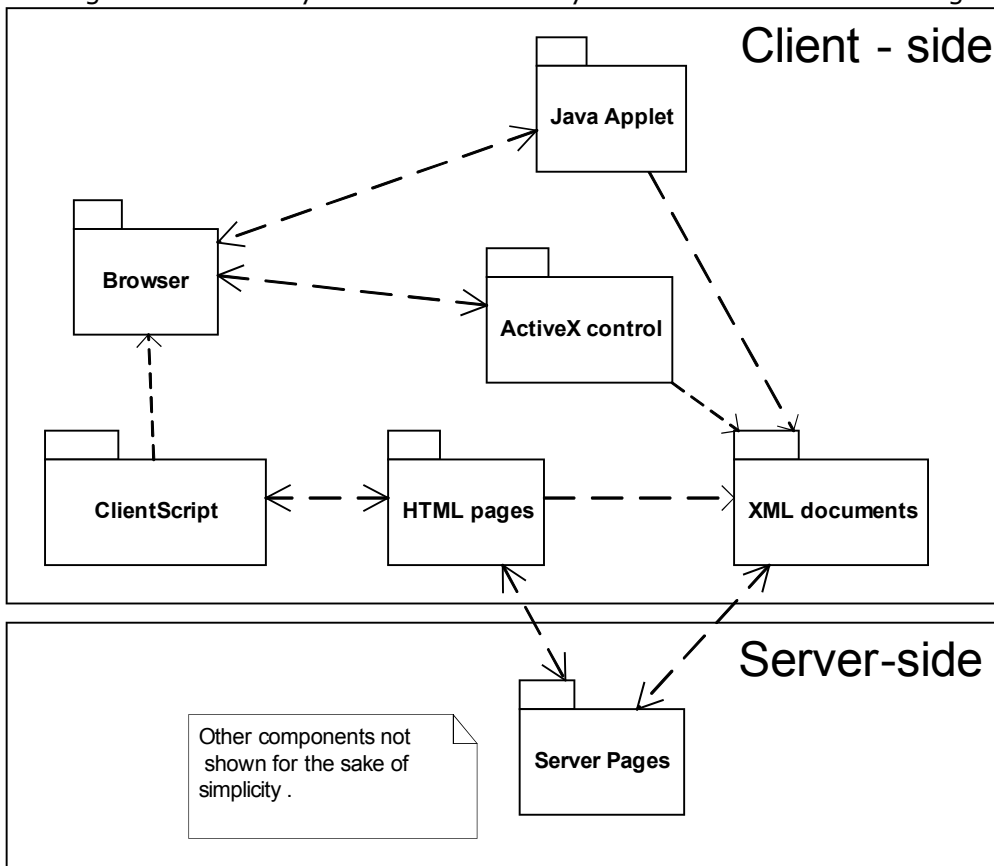 Client - side
Java Applet
Browser
ActiveX control
ClientScript
HTML pages
XML documents
Server-side
Other components not
shown for the sake of
simplicity .
Server Pages